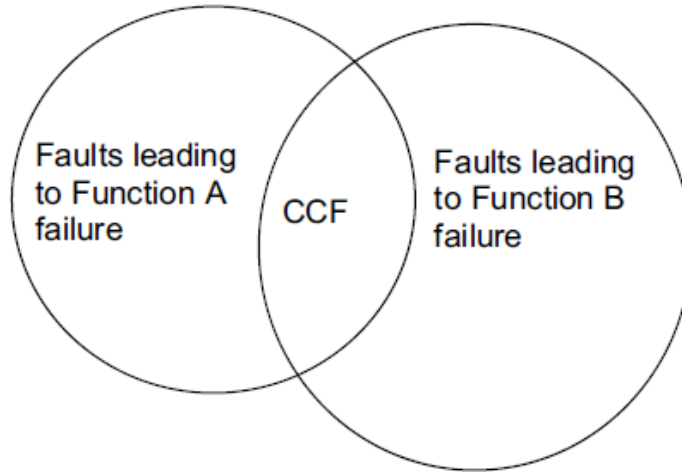 Faults leading
to Function A
failure
CCF
Faults leading
to Function B
failure